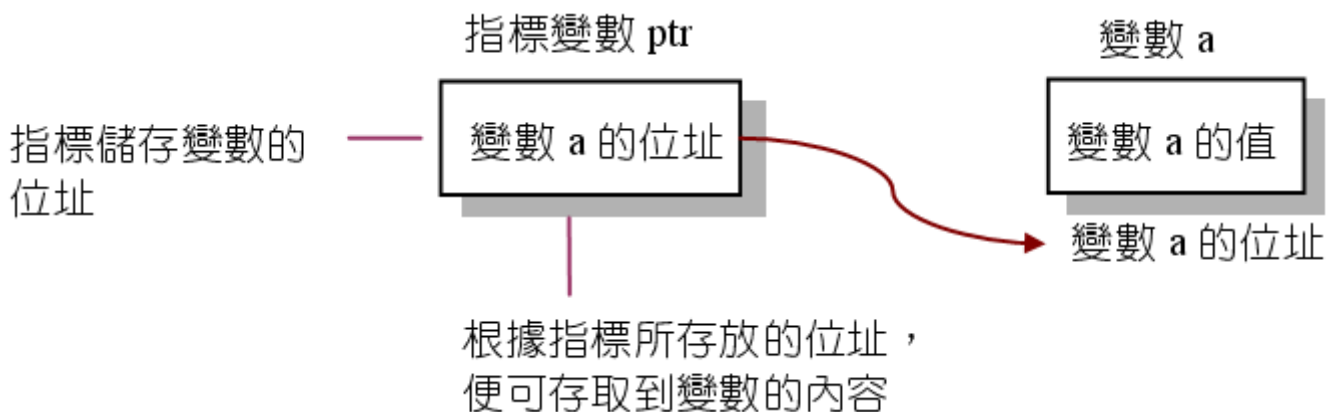 指標變數 ptr
變數 a
指標儲存變數的
位址
變數 a 的位址
變數 a 的值
變數 a 的位址
根據指標所存放的位址，
便可存取到變數的內容